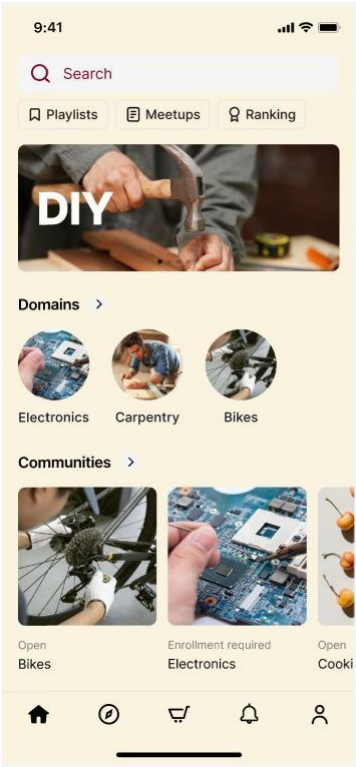 9:41
Search
Playlists Meetups Ranking
DIY
Domains
Electronics Carpentry Bikes
Communities
Open Enrollment required Open
Bikes Electronics Cooki